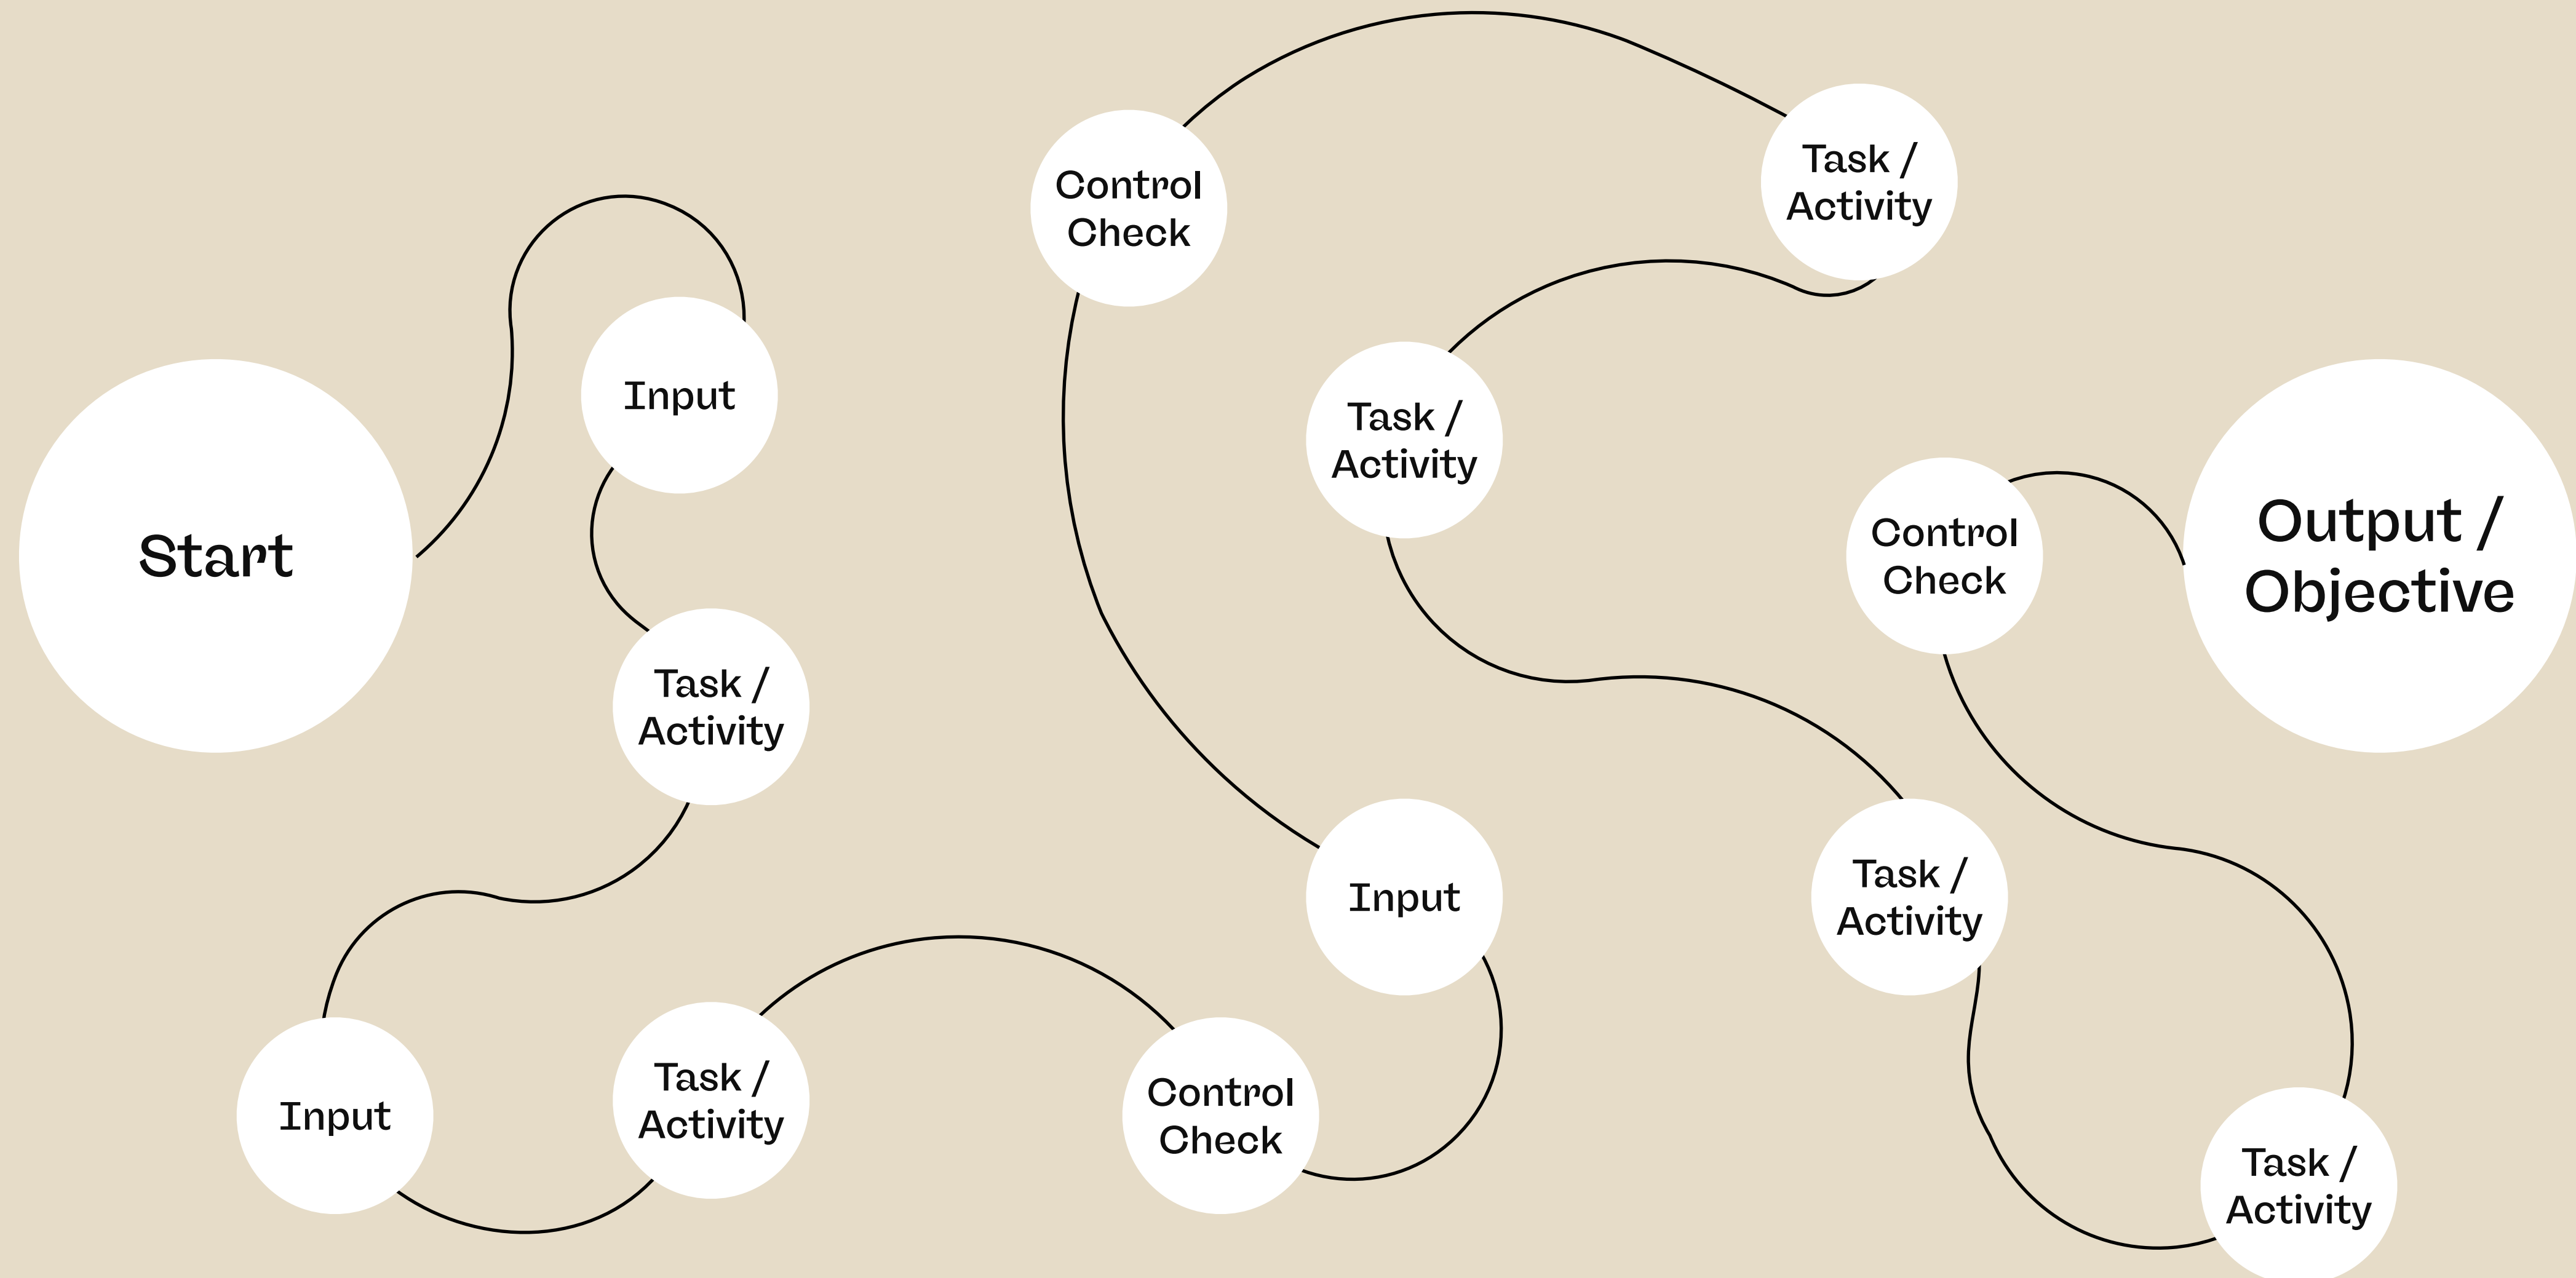 Start
Input
Task /
Activity
Input
Task /
Activity
Control
Check
Input
Control
Check
Task /
Activity
Task /
Activity
Task /
Activity
Task /
Activity
Control
Check
Output /
Objective